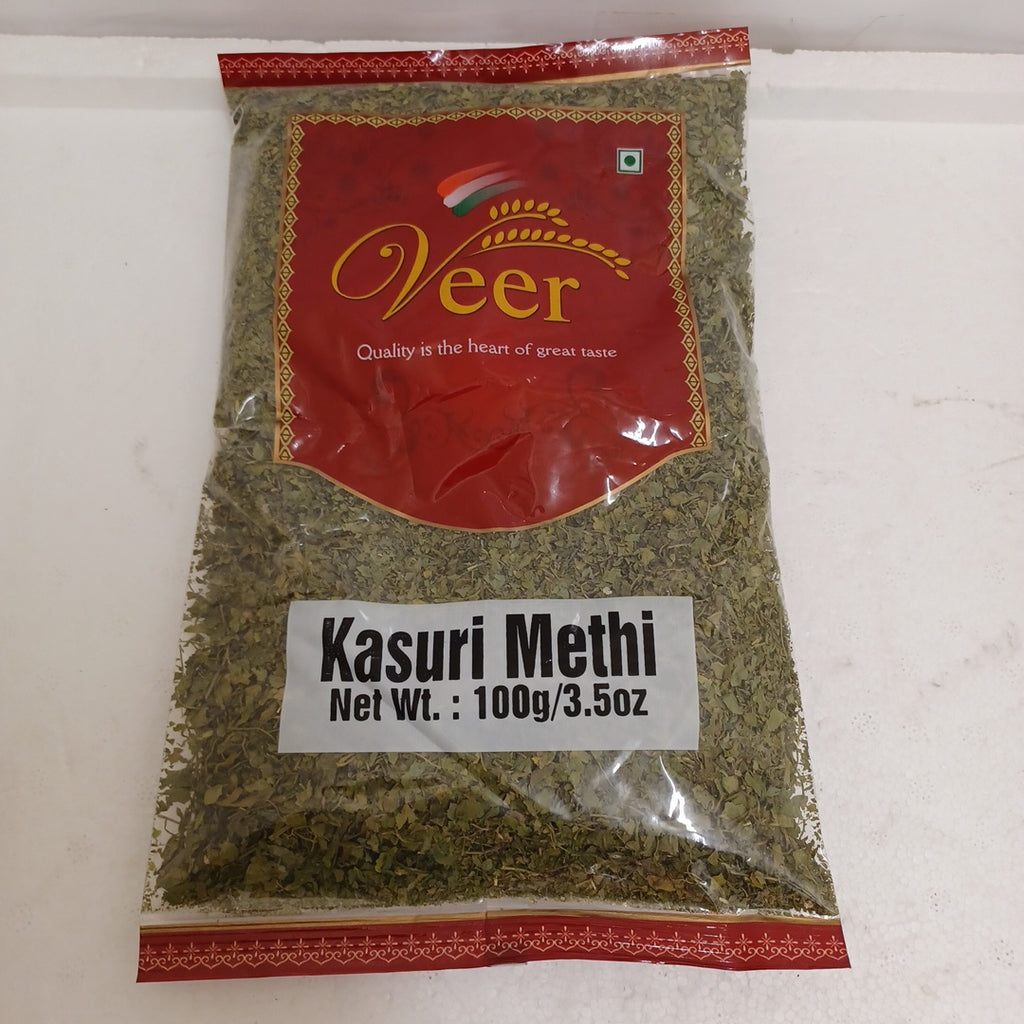 Veer
Quality is the heart of great taste
Kasuri Methi
Net Wt. : 100g/3.5oz